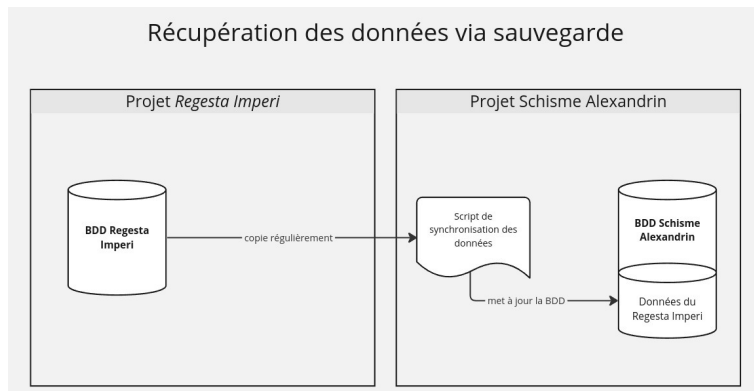 Récupération des données via sauvegarde
Projet Regesta Imperi
Projet Schisme Alexandrin
BDD Regesta
Imperi
copie régulièrement
Script de
synchronisation des
données
BDD Schisme
Alexandrin
met à jour la BDD
Données du
Regesta Imperi